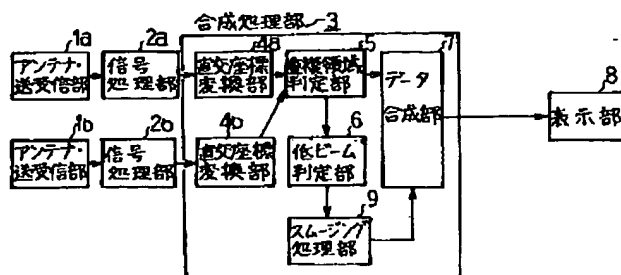 合成処理部 3
1a
2a
4a
5
7
アンテナ・
送受信部
信号
処理部
直交座標
変換部
重複領域
判定部
データ
合成部
8
表示部
1b
2b
4b
6
アンテナ・
送受信部
信号
処理部
直交座標
変換部
低ビーム
判定部
9
スムージング
処理部